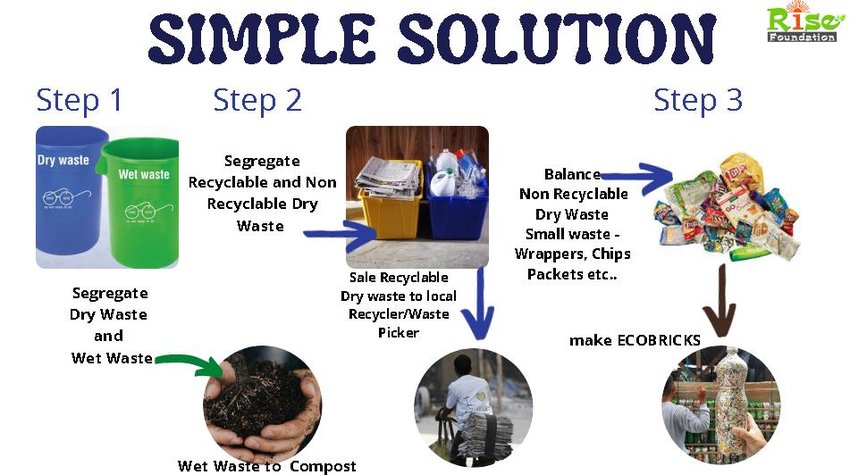 SIMPLE SOLUTION
Rise
Foundation
Step 1
Step 2
Step 3
Dry waste
Wet waste
Segregate
Dry Waste
and
Wet Waste
Wet Waste to Compost
Segregate
Recyclable and Non
Recyclable Dry
Waste
Sale Recyclable
Dry waste to local
Recycler/Waste
Picker
Balance
Non Recyclable
Dry Waste
Small waste -
Wrappers, Chips
Packets etc..
make ECOBRICKS